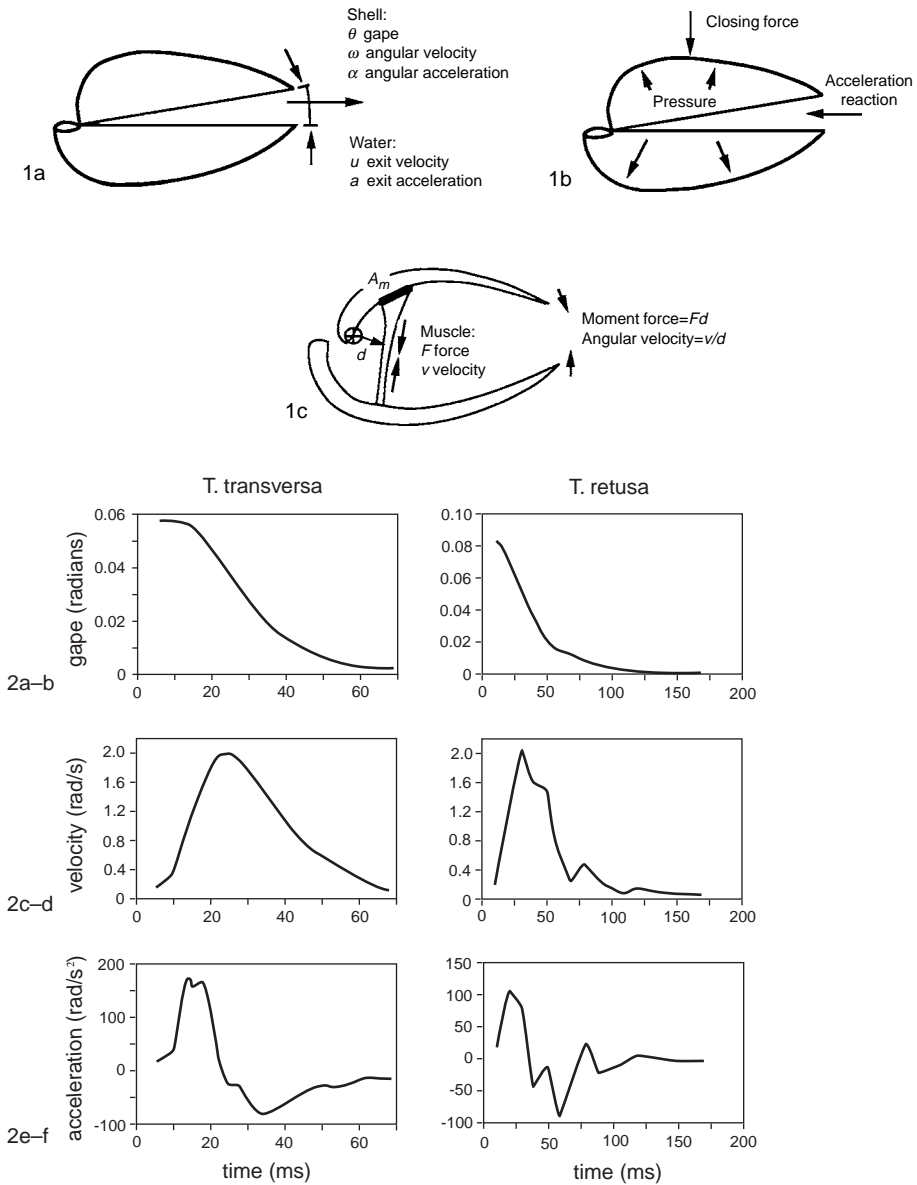 Shell:
θ gape
ω angular velocity
α angular acceleration
Water:
u exit velocity
a exit acceleration
1a
Closing force
Pressure
Acceleration
reaction
1b
A_m
d
Muscle:
F force
v velocity
Moment force=Fd
Angular velocity=v/d
1c
T. transversa
T. retusa
gape (radians)
0.06
0.04
0.02
0
0 20 40 60
0.10
0.08
0.06
0.04
0.02
0
0 50 100 150 200
2a–b
velocity (rad/s)
2.0
1.6
1.2
0.8
0.4
0
0 20 40 60
2.0
1.6
1.2
0.8
0.4
0
0 50 100 150 200
2c–d
acceleration (rad/s²)
200
100
0
-100
0 20 40 60
150
100
50
0
-50
-100
0 50 100 150 200
2e–f
time (ms)
time (ms)